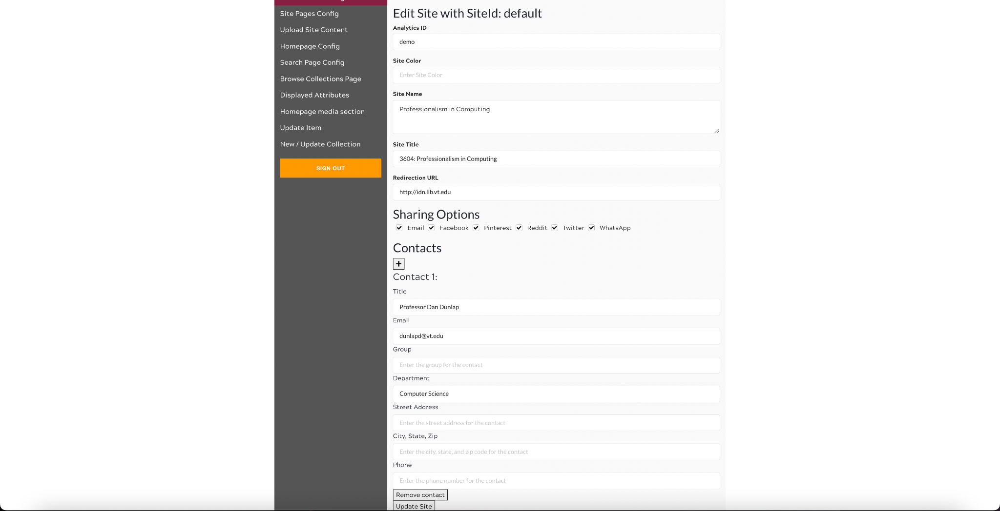 Site Pages Config
Upload Site Content
Homepage Config
Search Page Config
Browse Collections Page
Displayed Attributes
Homepage media section
Update Item
New / Update Collection
SIGN OUT
Edit Site with SiteId: default
Analytics ID
demo
Site Color
Enter Site Color
Site Name
Professionalism in Computing
Site Title
3604: Professionalism in Computing
Redirection URL
http://idn.lib.vt.edu
Sharing Options
Email Facebook Pinterest Reddit Twitter WhatsApp
Contacts
+
Contact 1:
Title
Professor Dan Dunlap
Email
dunlapd@vt.edu
Group
Enter the group for the contact
Department
Computer Science
Street Address
Enter the street address for the contact
City, State, Zip
Enter the city, state, and zip code for the contact
Phone
Enter the phone number for the contact
Remove contact
Update Site